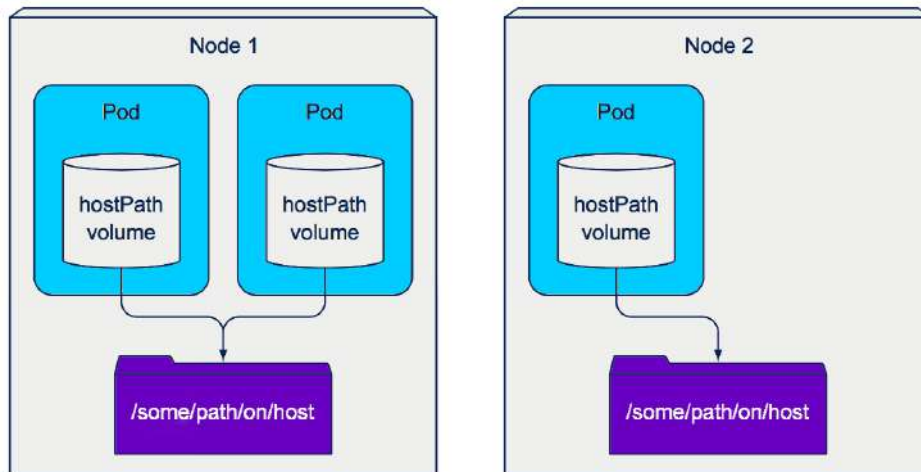 Node 1
Pod
hostPath
volume
Pod
hostPath
volume
/some/path/on/host
Node 2
Pod
hostPath
volume
/some/path/on/host